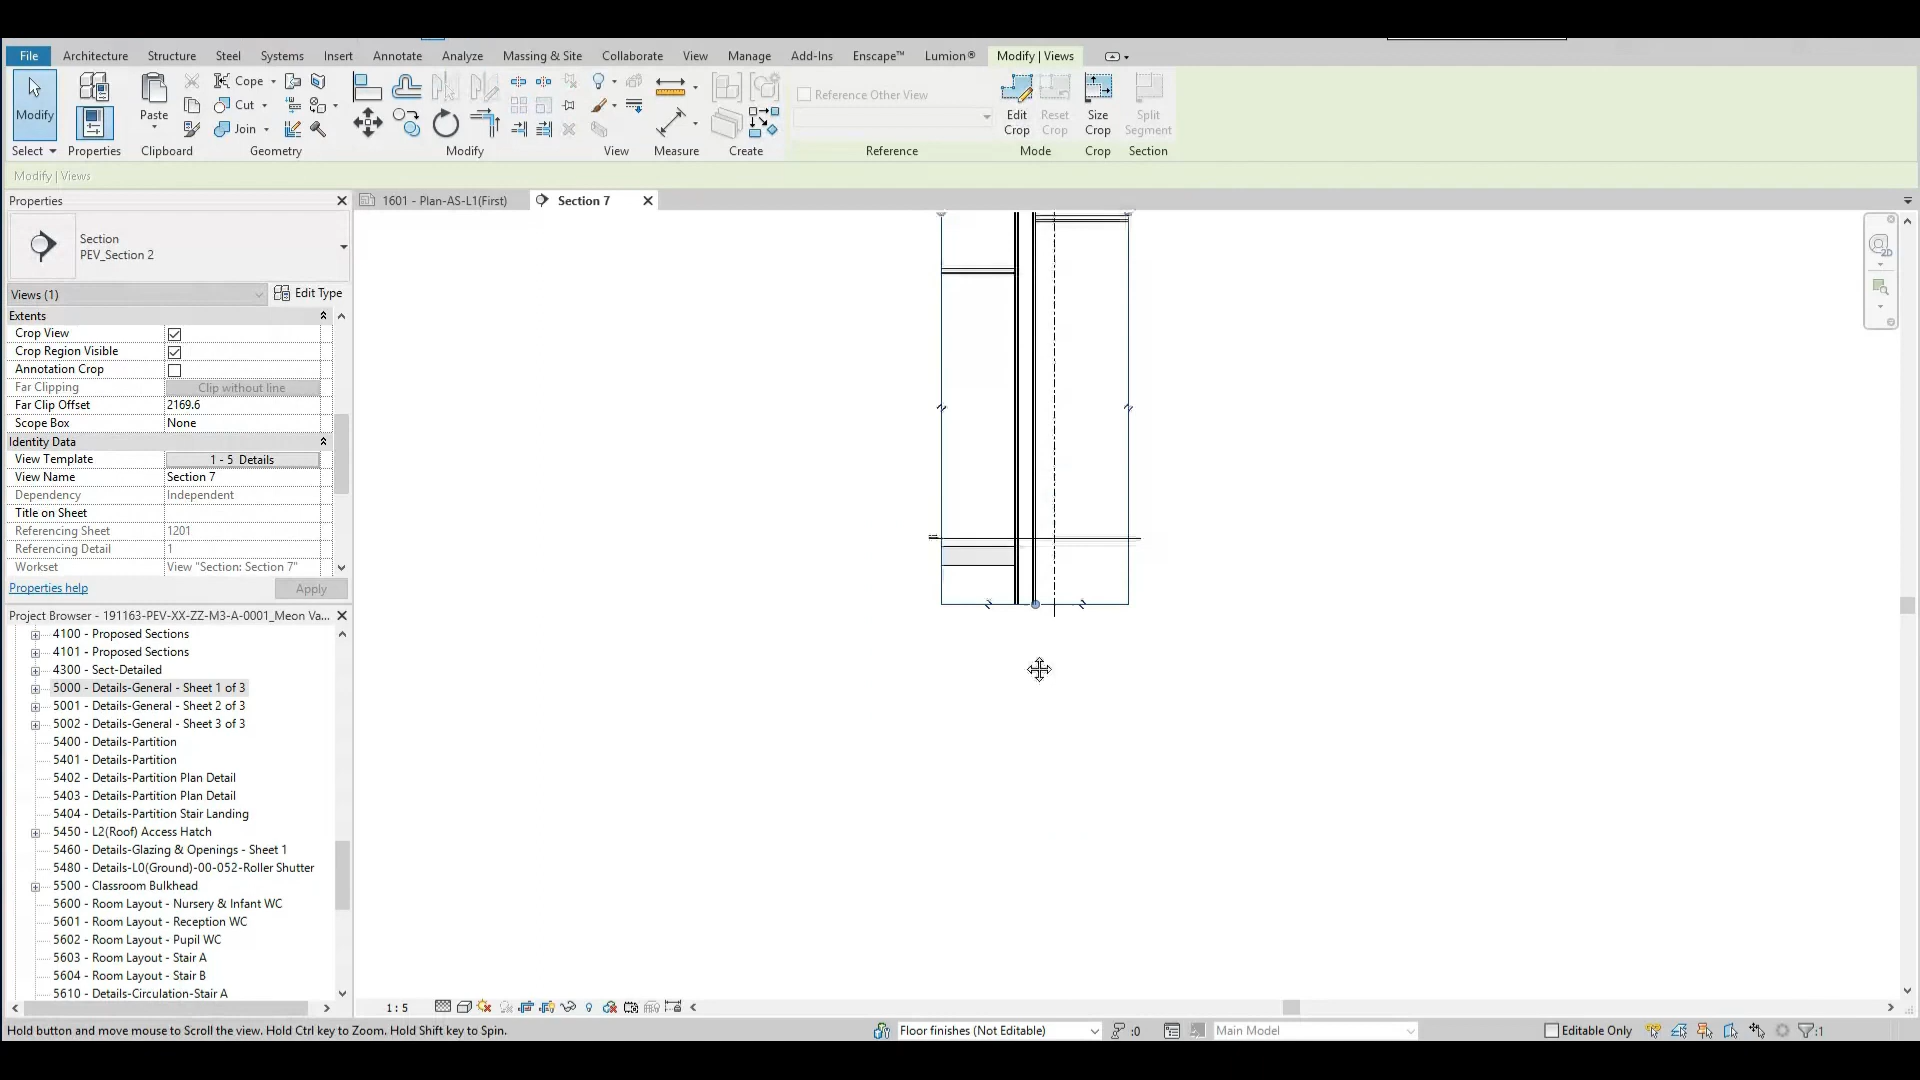 File Architecture Structure Steel Systems Insert Annotate Analyze Massing & Site Collaborate View Manage Add-Ins Enscape™ Lumion® Modify | Views
Modify
Select
Properties
Paste
Clipboard
Cope
Cut
Join
Geometry
Modify
View
Measure
Create
Reference Other View
Reference
Edit Crop
Reset Crop
Mode
Size Crop
Crop
Split Segment
Section
Modify | Views
Properties
Section
PEV_Section 2
Views (1)
Edit Type
Extents
Crop View
Crop Region Visible
Annotation Crop
Far Clipping Clip without line
Far Clip Offset 2169.6
Scope Box None
Identity Data
View Template 1 - 5 Details
View Name Section 7
Dependency Independent
Title on Sheet
Referencing Sheet 1201
Referencing Detail 1
Workset View "Section: Section 7"
Properties help
Apply
Project Browser - 191163-PEV-XX-ZZ-M3-A-0001_Meon Va...
4100 - Proposed Sections
4101 - Proposed Sections
4300 - Sect-Detailed
5000 - Details-General - Sheet 1 of 3
5001 - Details-General - Sheet 2 of 3
5002 - Details-General - Sheet 3 of 3
5400 - Details-Partition
5401 - Details-Partition
5402 - Details-Partition Plan Detail
5403 - Details-Partition Plan Detail
5404 - Details-Partition Stair Landing
5450 - L2(Roof) Access Hatch
5460 - Details-Glazing & Openings - Sheet 1
5480 - Details-L0(Ground)-00-052-Roller Shutter
5500 - Classroom Bulkhead
5600 - Room Layout - Nursery & Infant WC
5601 - Room Layout - Reception WC
5602 - Room Layout - Pupil WC
5603 - Room Layout - Stair A
5604 - Room Layout - Stair B
5610 - Details-Circulation-Stair A
1601 - Plan-AS-L1(First)
Section 7
2D
1 : 5
Hold button and move mouse to Scroll the view. Hold Ctrl key to Zoom. Hold Shift key to Spin.
Floor finishes (Not Editable)
:0
Main Model
Editable Only
:1